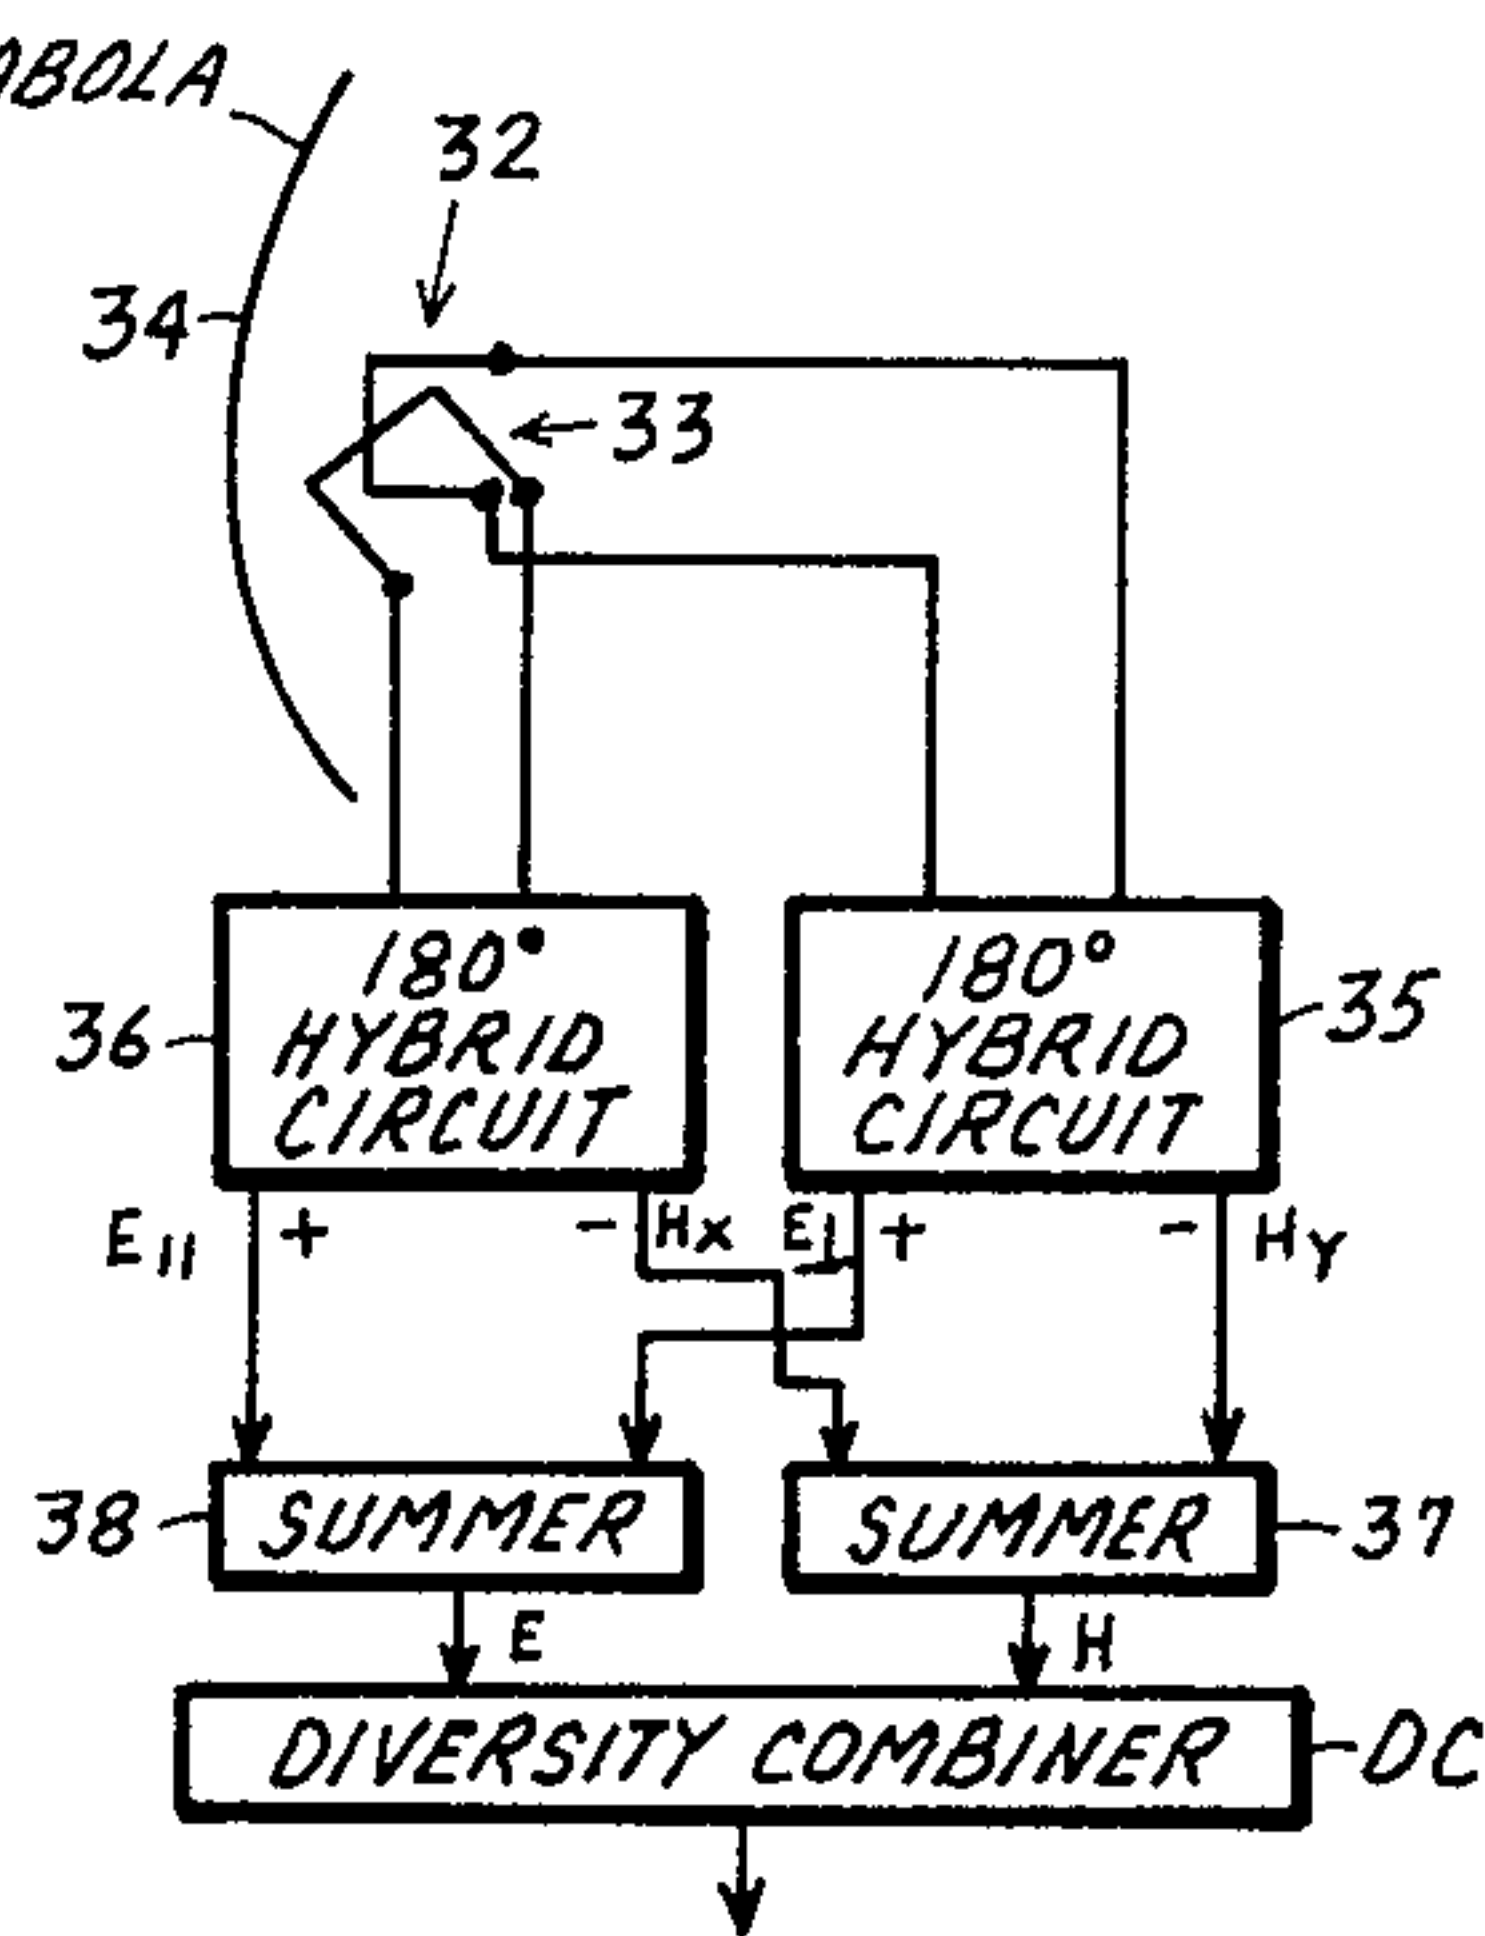 32
34
33
180°
HYBRID
CIRCUIT
36
180°
HYBRID
CIRCUIT
35
E||
+
-
Hx
E⊥
+
-
HY
38
SUMMER
SUMMER
37
E
H
DIVERSITY COMBINER
DC